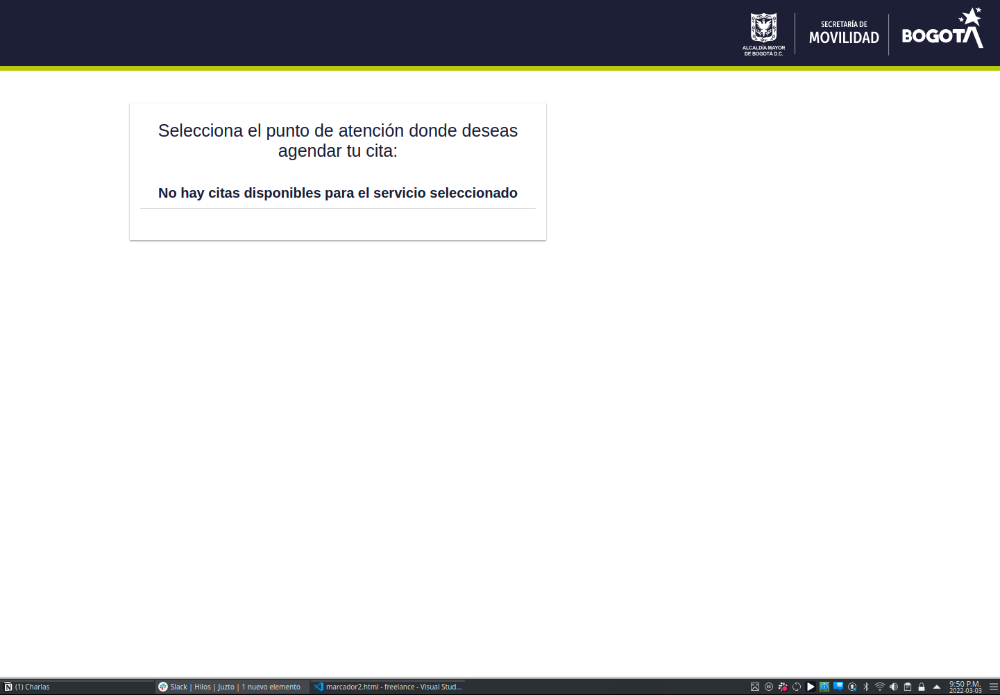 ALCALDÍA MAYOR
DE BOGOTÁ D.C.
SECRETARÍA DE
MOVILIDAD
BOGOTÁ
Selecciona el punto de atención donde deseas
agendar tu cita:
No hay citas disponibles para el servicio seleccionado
(1) Charlas
Slack | Hilos | Juzto | 1 nuevo elemento
marcador2.html - freelance - Visual Stud...
9:50 P.M.
2022-03-03